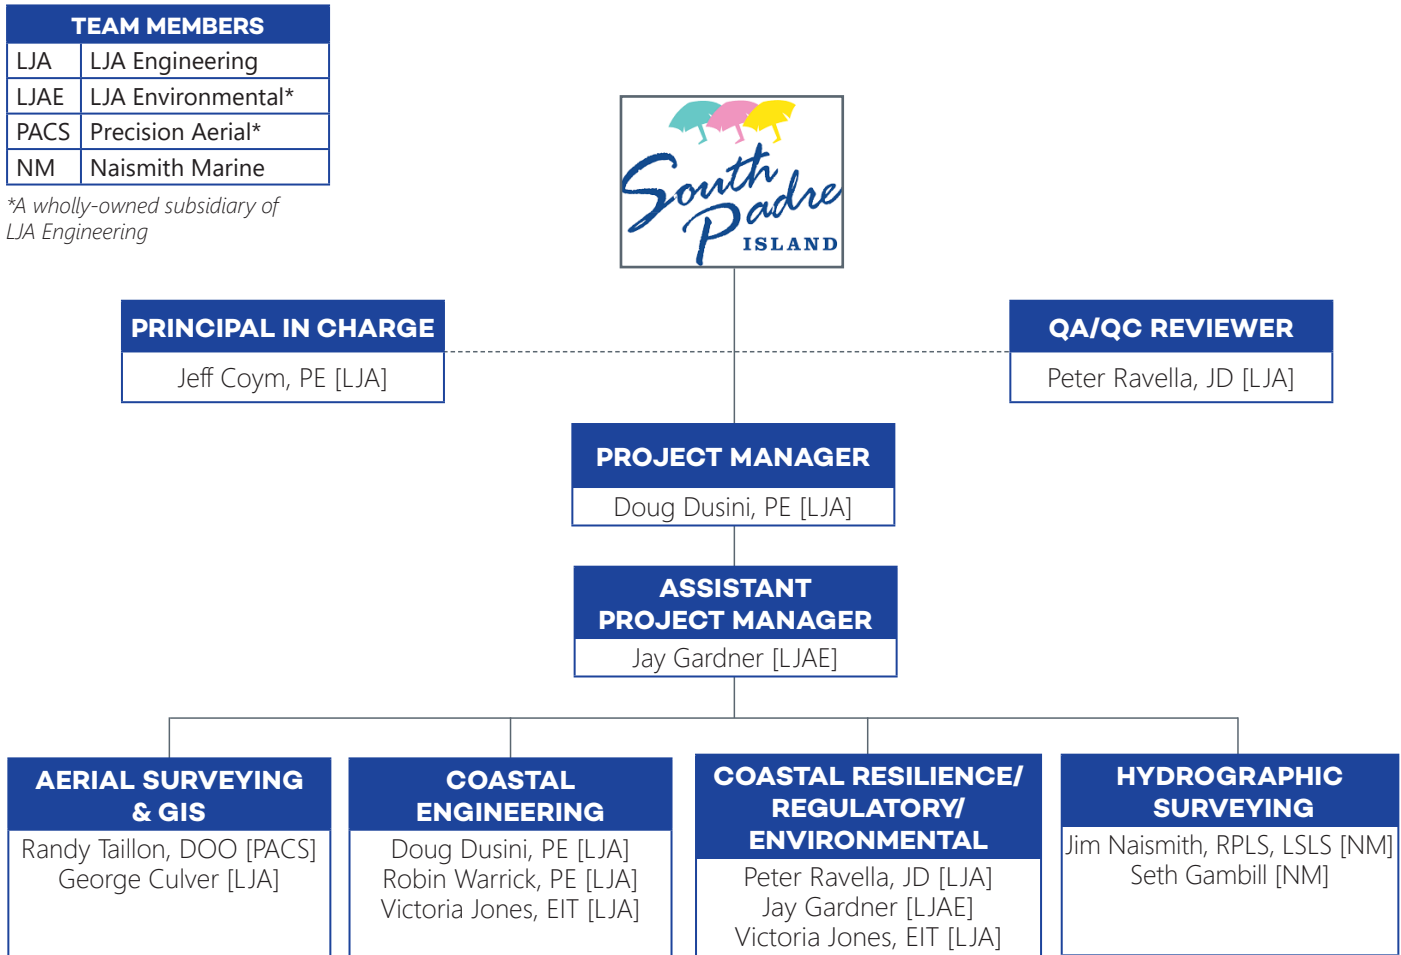 TEAM MEMBERS
LJA LJA Engineering
LJAE LJA Environmental*
PACS Precision Aerial*
NM Naismith Marine
*A wholly-owned subsidiary of
LJA Engineering
South
Padre
ISLAND
PRINCIPAL IN CHARGE
Jeff Coym, PE [LJA]
QA/QC REVIEWER
Peter Ravella, JD [LJA]
PROJECT MANAGER
Doug Dusini, PE [LJA]
ASSISTANT
PROJECT MANAGER
Jay Gardner [LJAE]
AERIAL SURVEYING
& GIS
Randy Taillon, DOO [PACS]
George Culver [LJA]
COASTAL
ENGINEERING
Doug Dusini, PE [LJA]
Robin Warrick, PE [LJA]
Victoria Jones, EIT [LJA]
COASTAL RESILIENCE/
REGULATORY/
ENVIRONMENTAL
Peter Ravella, JD [LJA]
Jay Gardner [LJAE]
Victoria Jones, EIT [LJA]
HYDROGRAPHIC
SURVEYING
Jim Naismith, RPLS, LSLS [NM]
Seth Gambill [NM]